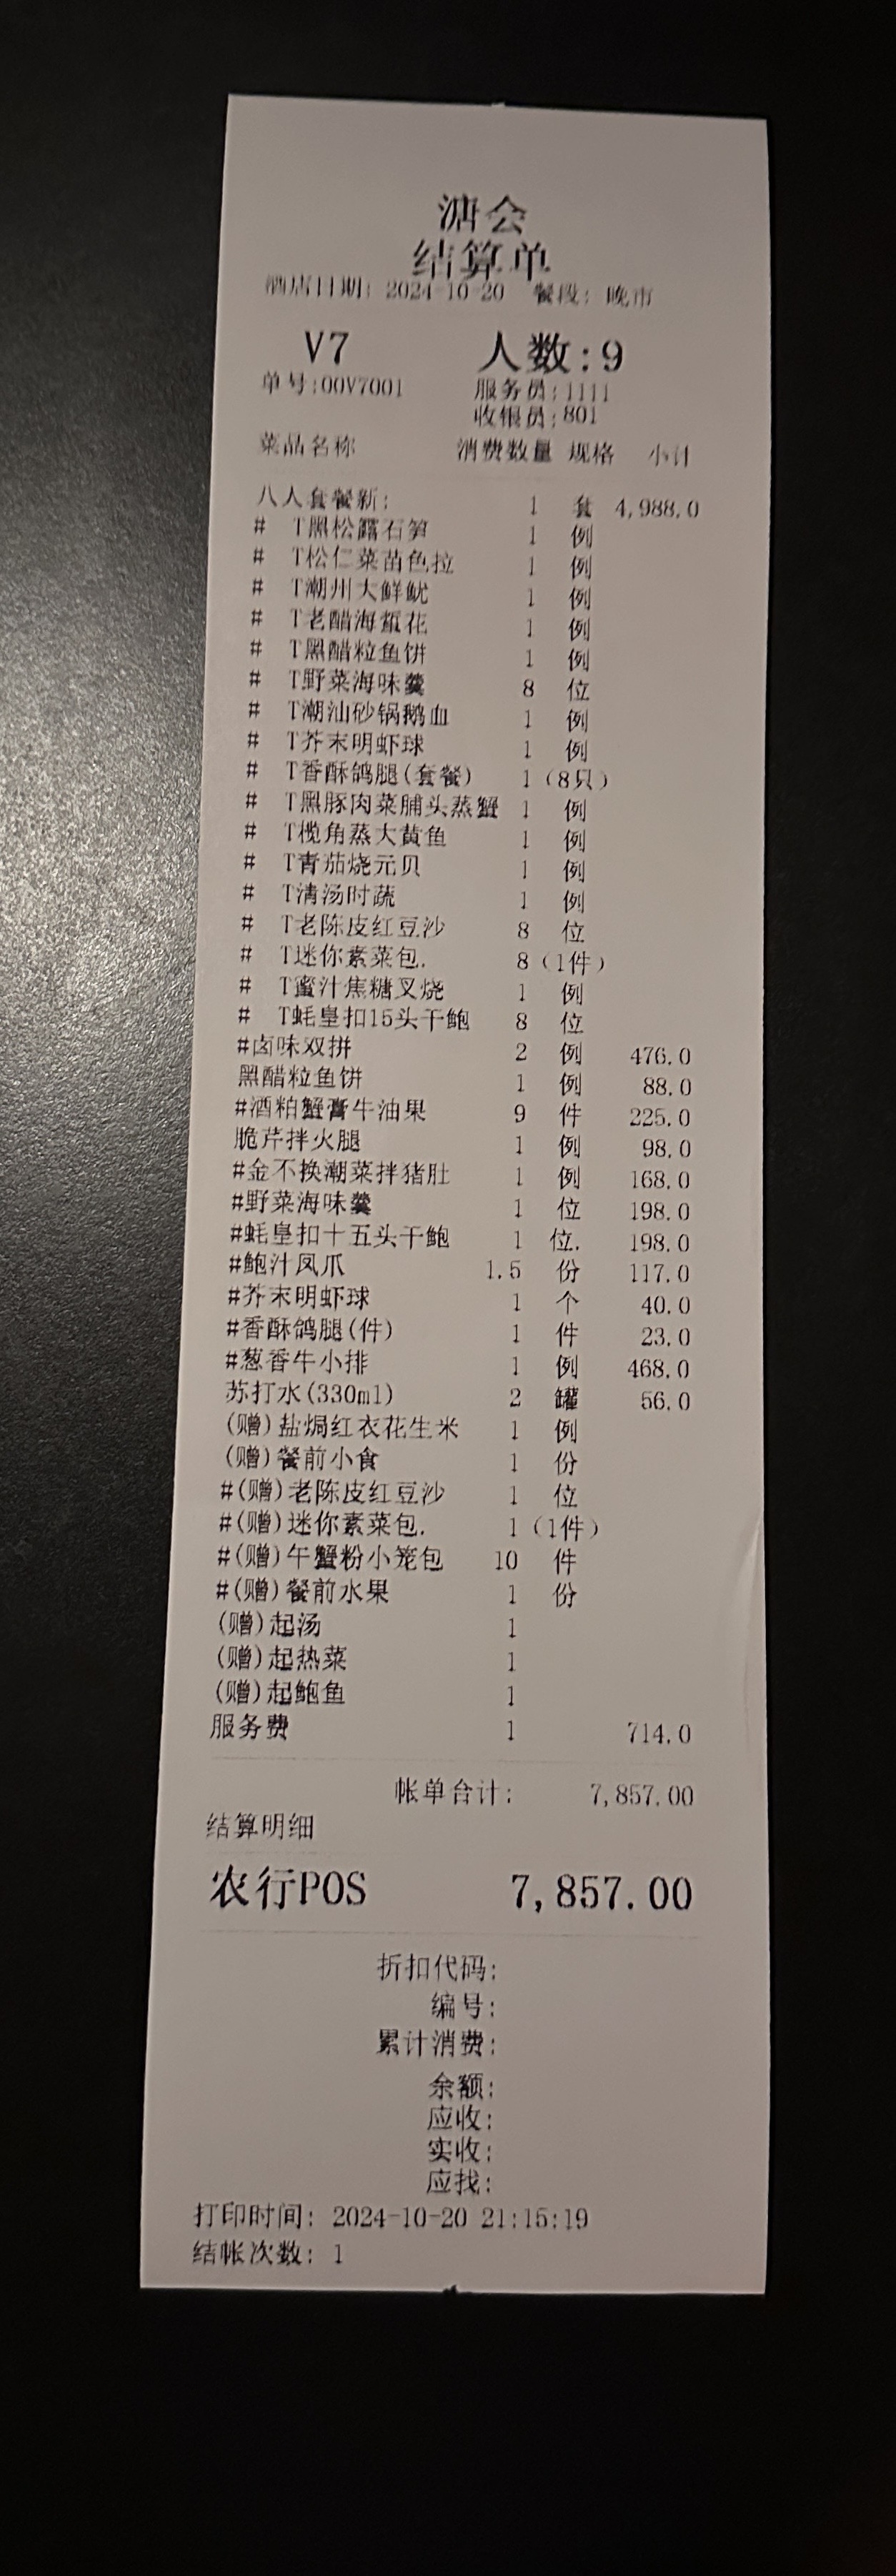 溏会
结算单
酒店日期: 2024-10-20 餐段: 晚市
V7 人数:9
单号:00V7001 服务员:1111
收银员:801
菜品名称 消费数量 规格 小计
八人套餐新: 1 套 4,988.0
# T黑松露石笋 1 例
# T松仁菜苗色拉 1 例
# T潮州大鲜鱿 1 例
# T老醋海蜇花 1 例
# T黑醋粒鱼饼 1 例
# T野菜海味羹 8 位
# T潮汕砂锅鹅血 1 例
# T芥末明虾球 1 例
# T香酥鸽腿(套餐) 1 (8只)
# T黑豚肉菜脯头蒸蟹 1 例
# T榄角蒸大黄鱼 1 例
# T青茄烧元贝 1 例
# T清汤时蔬 1 例
# T老陈皮红豆沙 8 位
# T迷你素菜包. 8 (1件)
# T蜜汁焦糖叉烧 1 例
# T蚝皇扣15头干鲍 8 位
#卤味双拼 2 例 476.0
黑醋粒鱼饼 1 例 88.0
#酒粕蟹膏牛油果 9 件 225.0
脆芹拌火腿 1 例 98.0
#金不换潮菜拌猪肚 1 例 168.0
#野菜海味羹 1 位 198.0
#蚝皇扣十五头干鲍 1 位. 198.0
#鲍汁凤爪 1.5 份 117.0
#芥末明虾球 1 个 40.0
#香酥鸽腿(件) 1 件 23.0
#葱香牛小排 1 例 468.0
苏打水(330ml) 2 罐 56.0
(赠)盐焗红衣花生米 1 例
(赠)餐前小食 1 份
#(赠)老陈皮红豆沙 1 位
#(赠)迷你素菜包. 1 (1件)
#(赠)午蟹粉小笼包 10 件
#(赠)餐前水果 1 份
(赠)起汤 1
(赠)起热菜 1
(赠)起鲍鱼 1
服务费 1 714.0
帐单合计: 7,857.00
结算明细
农行POS 7,857.00
折扣代码:
编号:
累计消费:
余额:
应收:
实收:
应找:
打印时间: 2024-10-20 21:15:19
结帐次数: 1